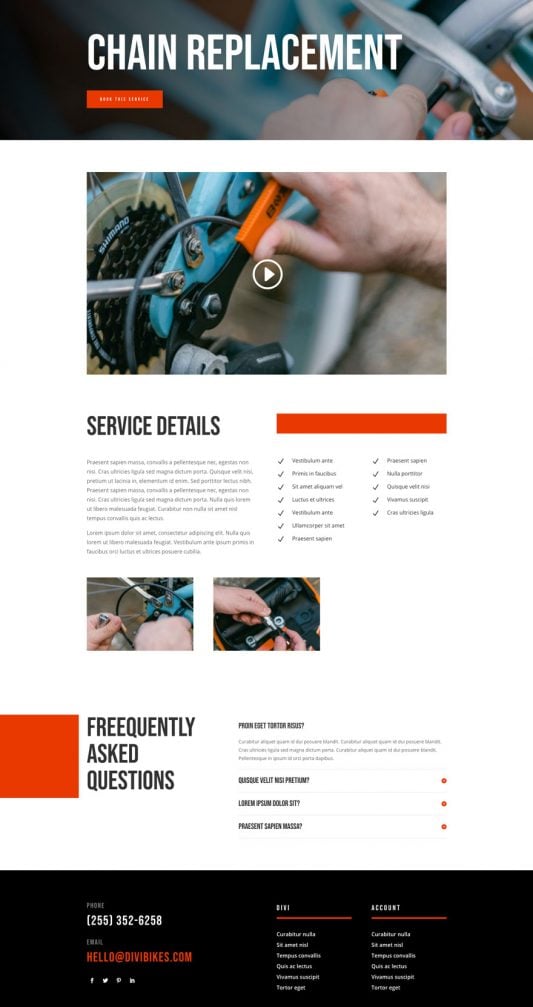 CHAIN REPLACEMENT
BOOK THIS SERVICE
SHIMANO
SERVICE DETAILS
Praesent sapien massa, convallis a pellentesque nec, egestas non
nisi. Cras ultricies ligula sed magna dictum porta. Quisque velit nisi,
pretium ut lacinia in, elementum id enim. Sed porttitor lectus nibh.
Praesent sapien massa, convallis a pellentesque nec, egestas non
nisi. Cras ultricies ligula sed magna dictum porta. Nulla quis lorem
ut libero malesuada feugiat. Curabitur non nulla sit amet nisl
tempus convallis quis ac lectus.
Lorem ipsum dolor sit amet, consectetur adipiscing elit. Nulla quis
lorem ut libero malesuada feugiat. Vestibulum ante ipsum primis in
faucibus orci luctus et ultrices posuere cubilia.
Vestibulum ante
Primis in faucibus
Sit amet aliquam vel
Luctus et ultrices
Vestibulum ante
Ullamcorper sit amet
Praesent sapien
Praesent sapien
Nulla porttitor
Quisque velit nisi
Vivamus suscipit
Cras ultricies ligula
FREEQUENTLY
ASKED
QUESTIONS
PROIN EGET TORTOR RISUS?
Curabitur aliquet quam id dui posuere blandit. Curabitur aliquet quam id dui posuere blandit.
Cras ultricies ligula sed magna dictum porta. Curabitur aliquet quam id dui posuere blandit.
Pellentesque in ipsum id orci porta dapibus.
QUISQUE VELIT NISI PRETIUM?
LOREM IPSUM DOLOR SIT?
PRAESENT SAPIEN MASSA?
PHONE
(255) 352-6258
EMAIL
HELLO@DIVIBIKES.COM
DIVI
Curabitur nulla
Sit amet nisl
Tempus convallis
Quis ac lectus
Vivamus suscipit
Tortor eget
ACCOUNT
Curabitur nulla
Sit amet nisl
Tempus convallis
Quis ac lectus
Vivamus suscipit
Tortor eget